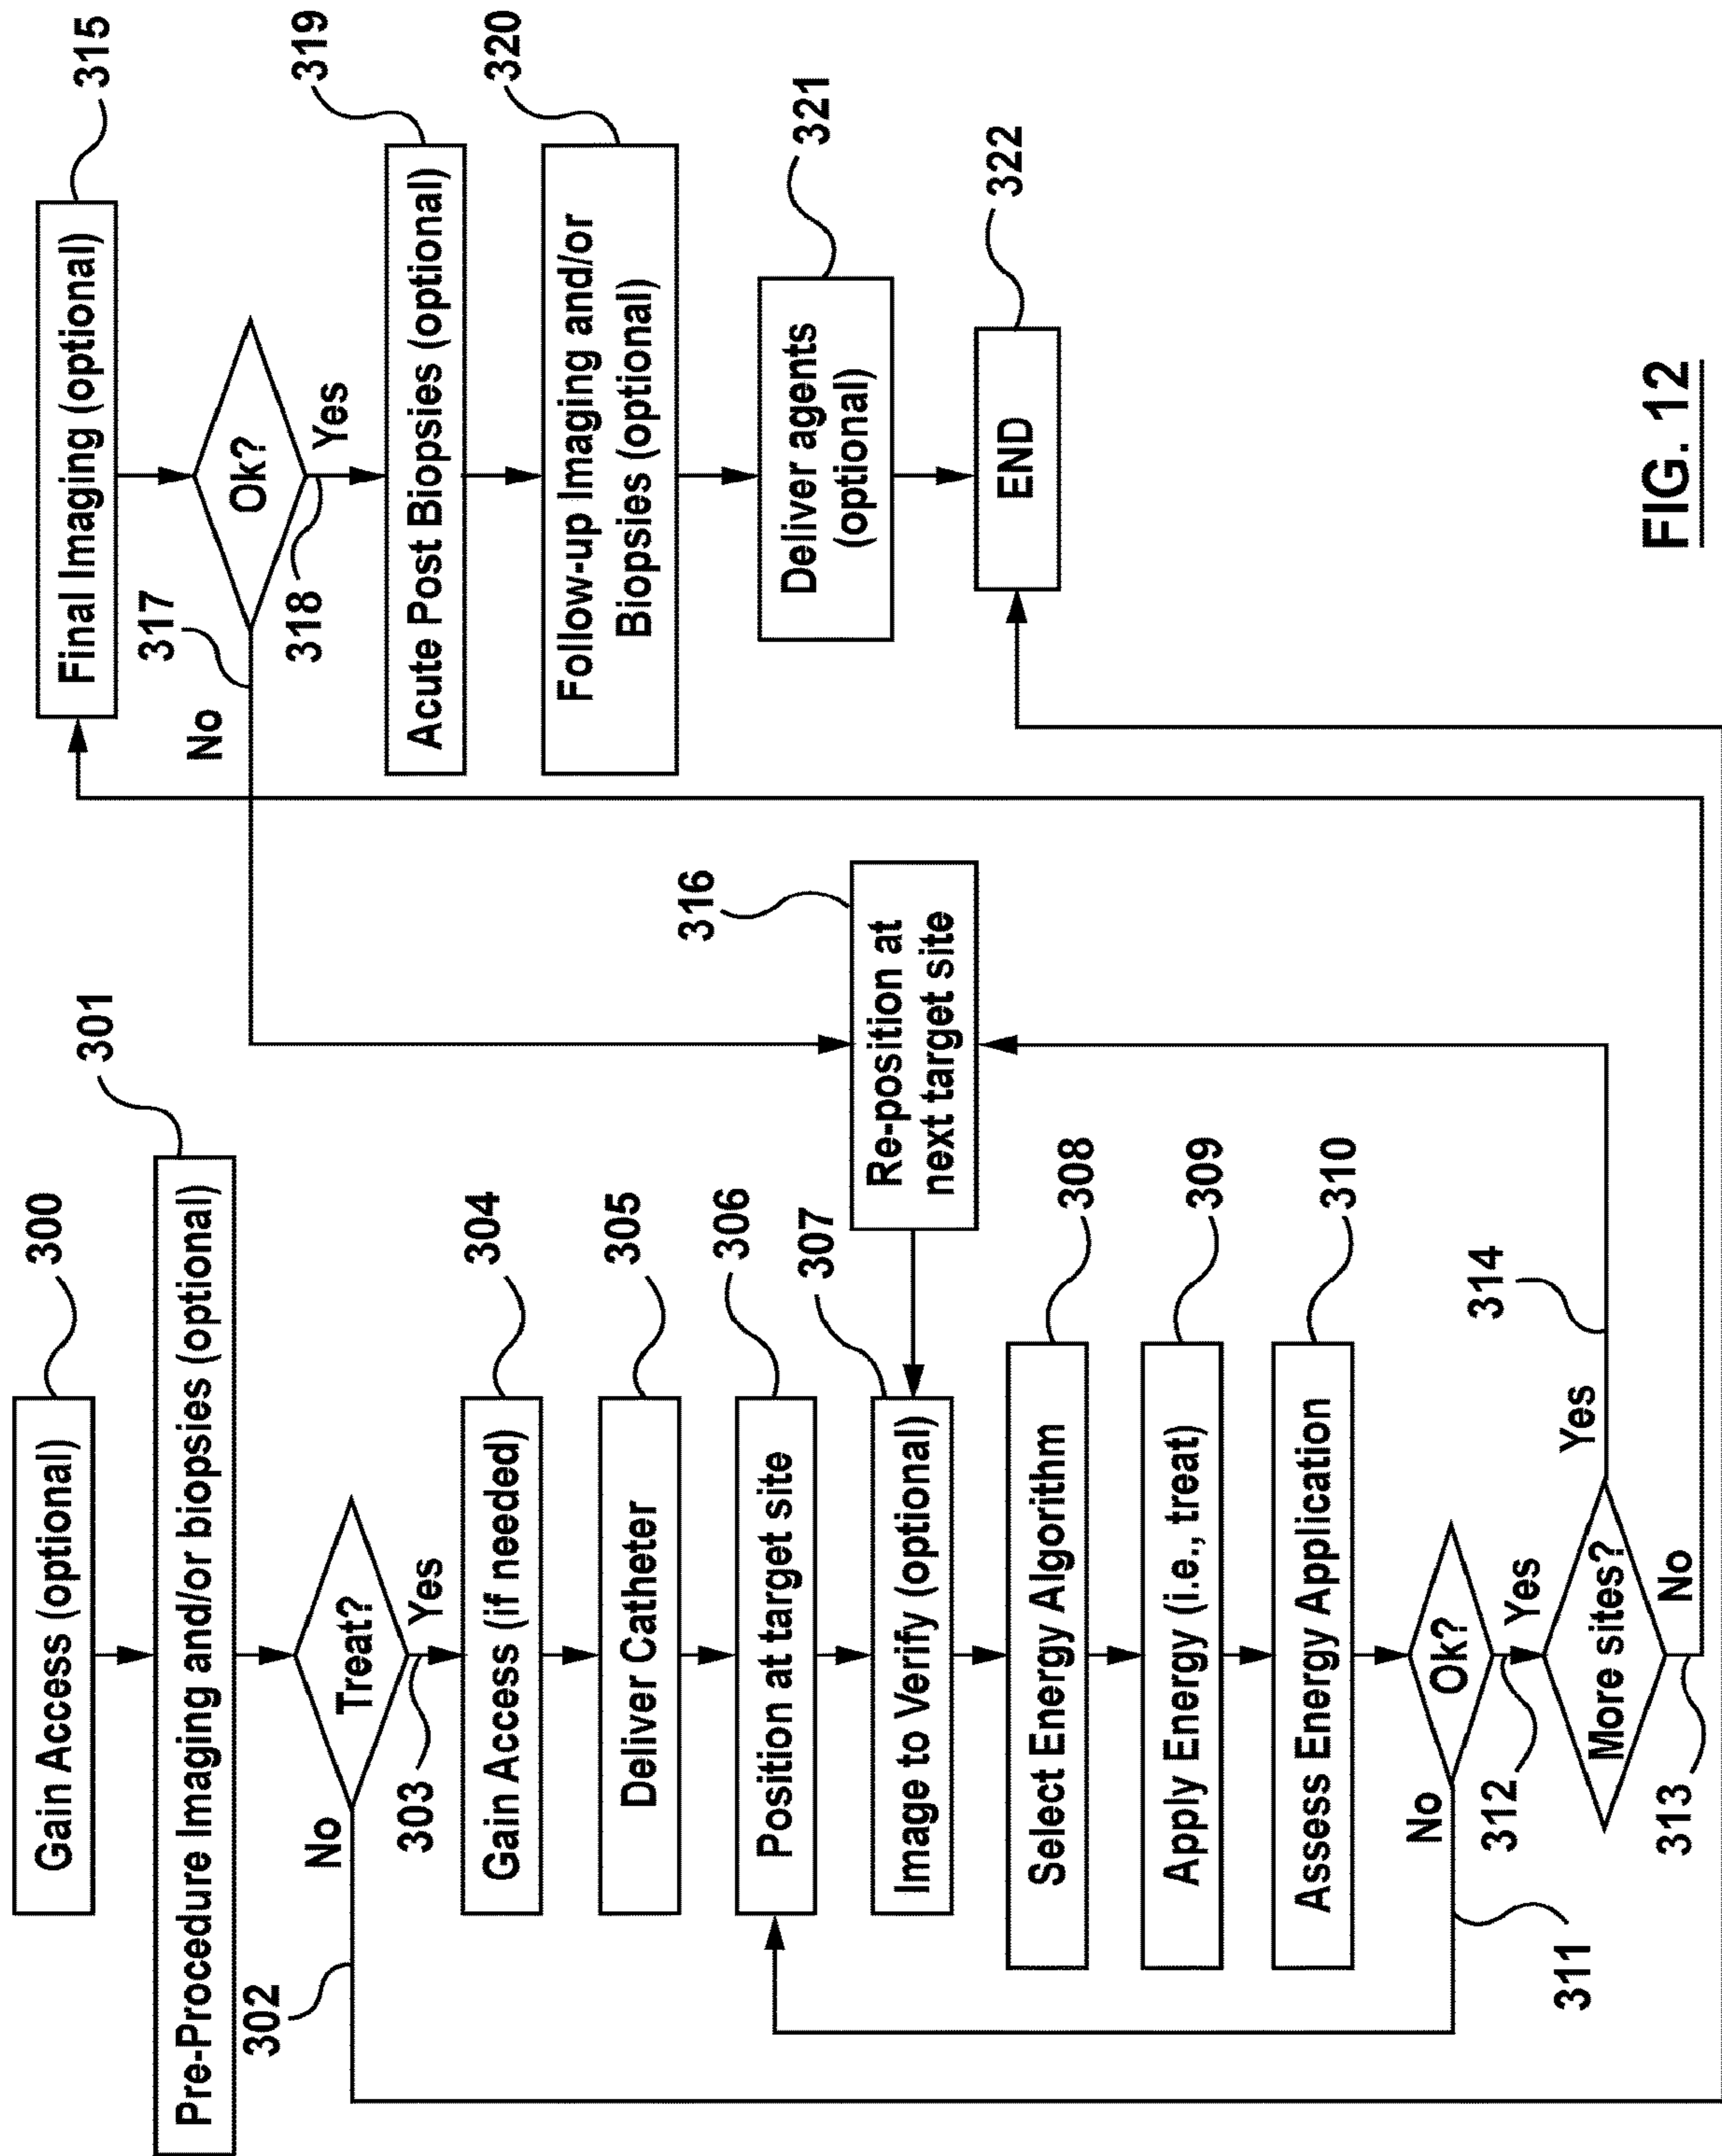 Gain Access (optional)
300
Pre-Procedure Imaging and/or biopsies (optional)
301
Treat?
No
302
Yes
303
Gain Access (if needed)
304
Deliver Catheter
305
Position at target site
306
Image to Verify (optional)
307
Select Energy Algorithm
308
Apply Energy (i.e., treat)
309
Assess Energy Application
310
Ok?
No
311
Yes
312
More sites?
Yes
314
No
313
Re-position at
next target site
316
Final Imaging (optional)
315
Ok?
No
317
Yes
318
Acute Post Biopsies (optional)
319
Follow-up Imaging and/or
Biopsies (optional)
320
Deliver agents
(optional)
321
END
322
FIG. 12